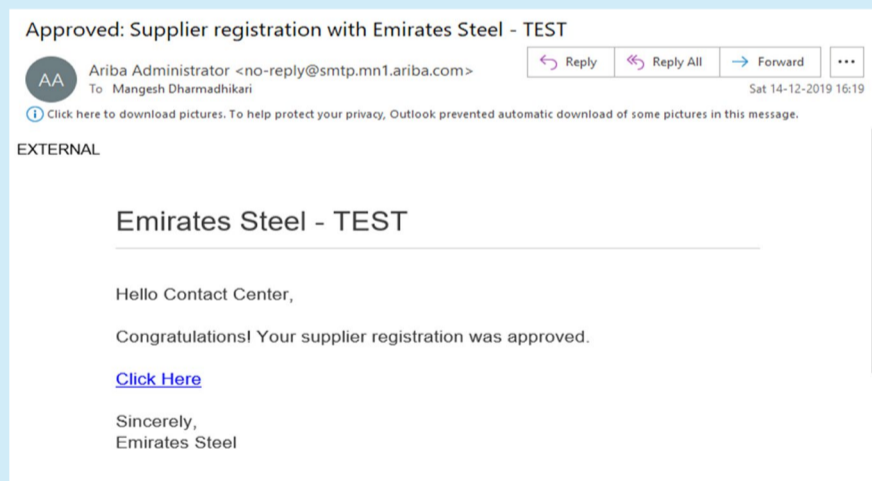 Approved: Supplier registration with Emirates Steel - TEST
AA
Ariba Administrator <no-reply@smtp.mn1.ariba.com>
To Mangesh Dharmadhikari
Reply
Reply All
Forward
...
Sat 14-12-2019 16:19
Click here to download pictures. To help protect your privacy, Outlook prevented automatic download of some pictures in this message.
EXTERNAL
Emirates Steel - TEST
Hello Contact Center,
Congratulations! Your supplier registration was approved.
Click Here
Sincerely,
Emirates Steel